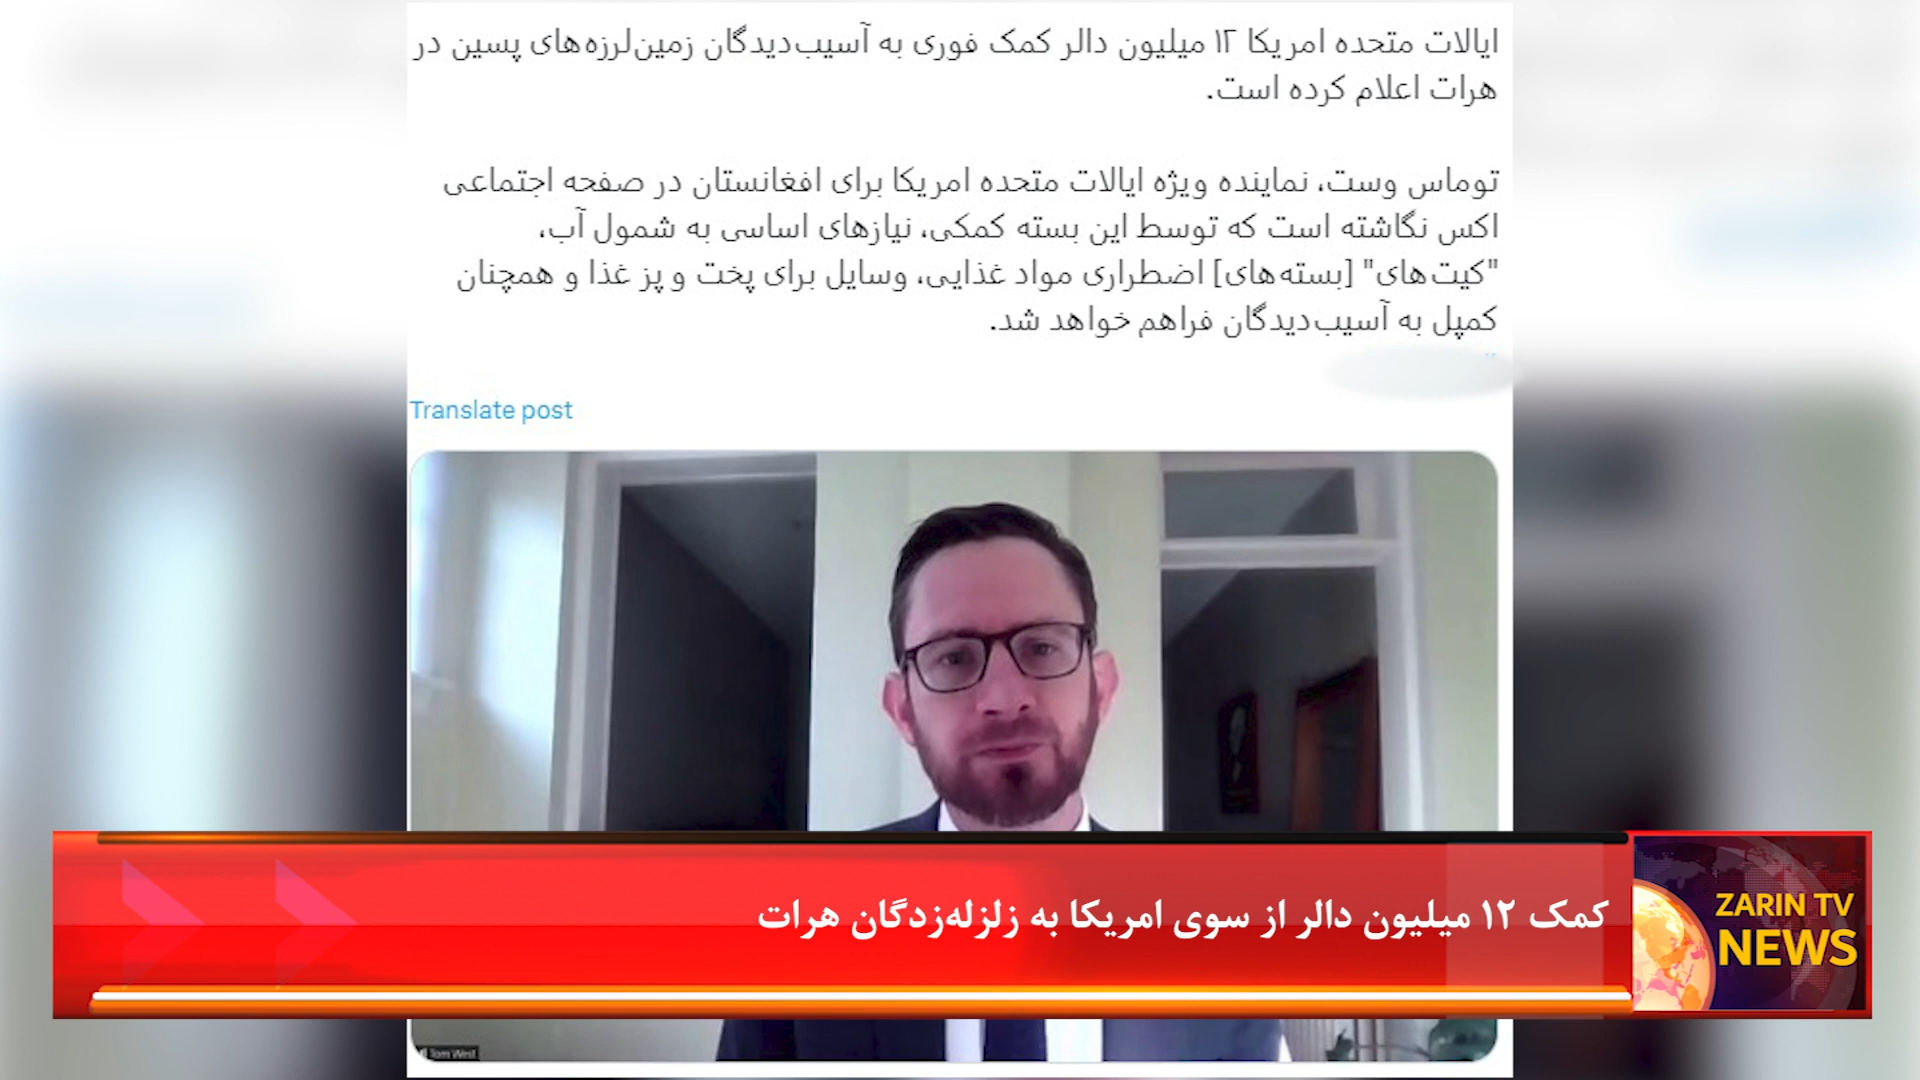 ایالات متحده امریکا ۱۲ میلیون دالر کمک فوری به آسیب‌دیدگان زمین‌لرزه‌های پسین در
هرات اعلام کرده است.
توماس وست، نماینده ویژه ایالات متحده امریکا برای افغانستان در صفحه اجتماعی
اکس نگاشته است که توسط این بسته کمکی، نیازهای اساسی به شمول آب،
"کیت‌های" [بسته‌های] اضطراری مواد غذایی، وسایل برای پخت و پز غذا و همچنان
کمپل به آسیب‌دیدگان فراهم خواهد شد.
Translate post
کمک ۱۲ میلیون دالر از سوی امریکا به زلزله‌زدگان هرات
ZARIN TV
NEWS
Tom West